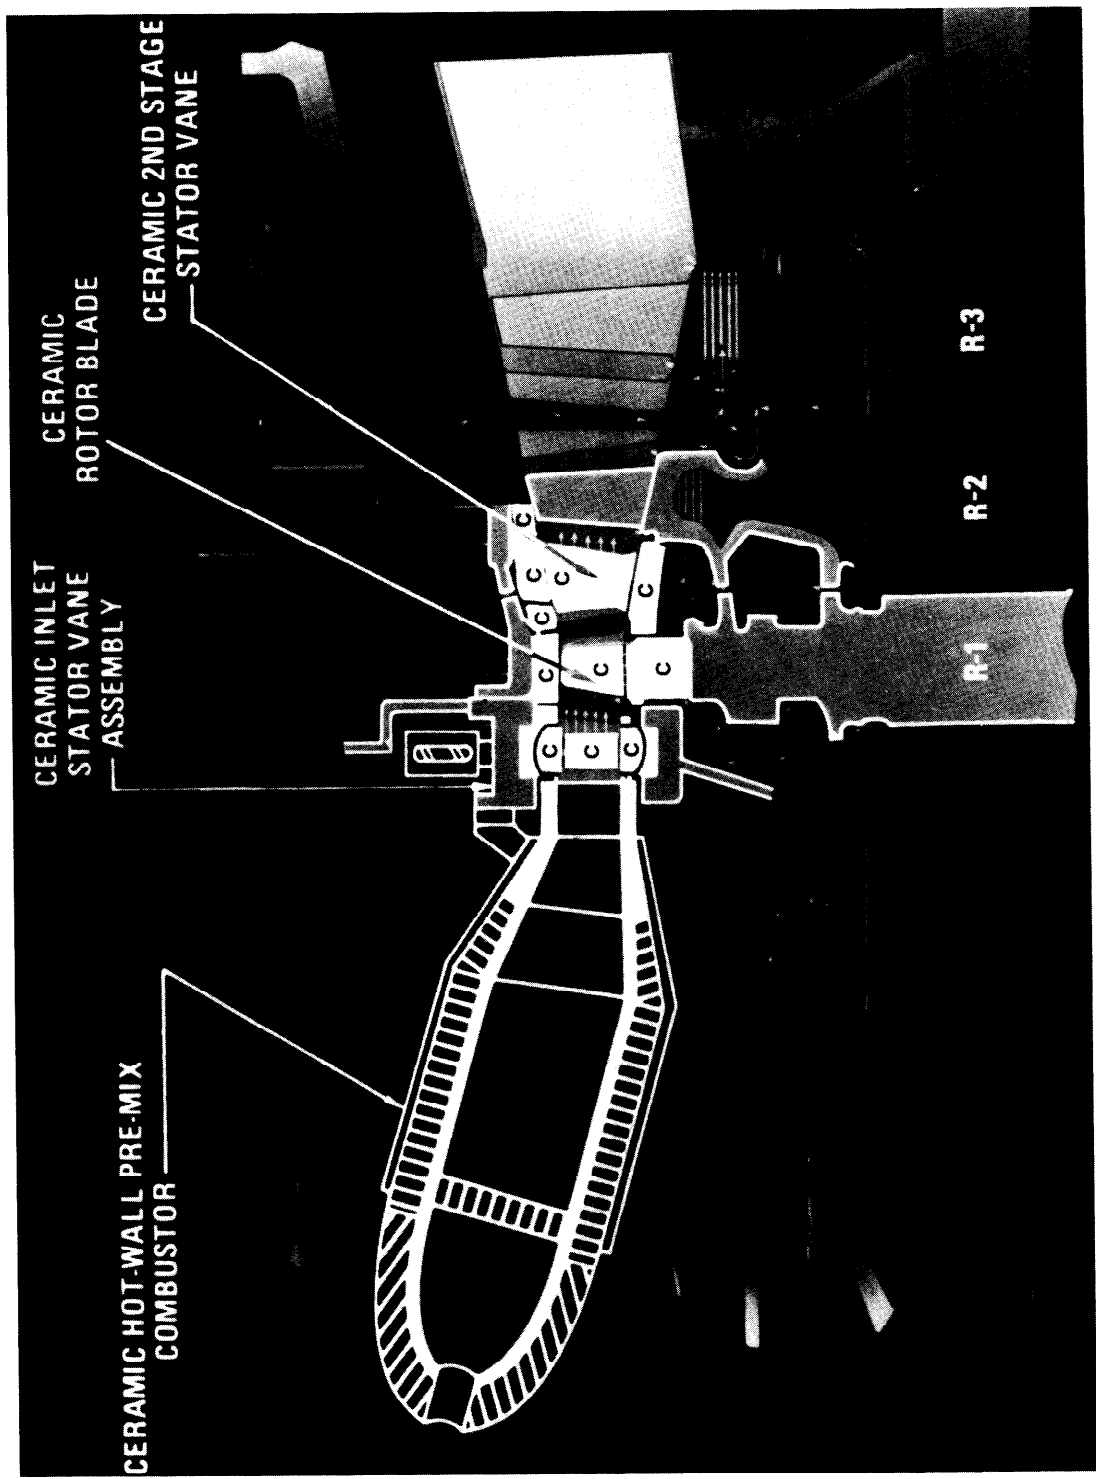 CERAMIC HOT-WALL PRE-MIX
COMBUSTOR
CERAMIC INLET
STATOR VANE
ASSEMBLY
CERAMIC
ROTOR BLADE
CERAMIC 2ND STAGE
STATOR VANE
C
C
C
C
C
C
C
C
C
C
C
R-1
R-2
R-3